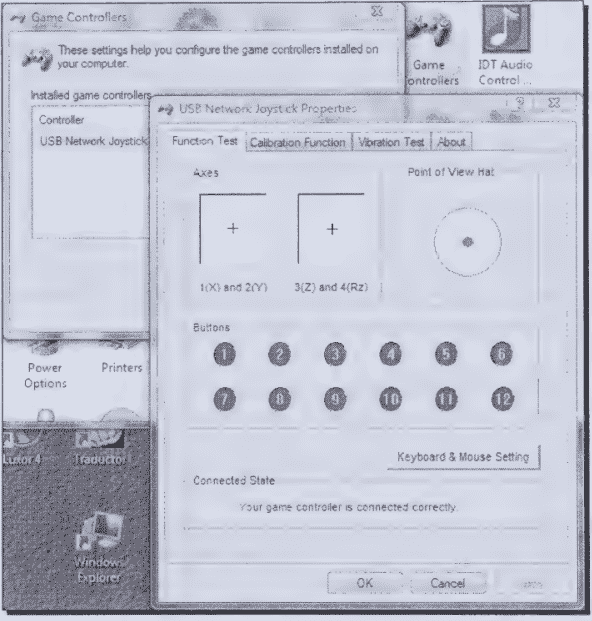 Game Controllers
These settings help you configure the game controllers installed on
your computer.
Installed game controllers
Controller
USB Network Joystick
Game
ontrollers
IDT Audio
Control ...
USB Network Joystick Properties
Function Test
Calibration Function
Vibration Test
About
Axes
Point of View Hat
1(X) and 2(Y)
3(Z) and 4(Rz)
Buttons
1 2 3 4 5 6
7 8 9 10 11 12
Keyboard & Mouse Setting
Connected State
Your game controller is connected correctly.
OK
Cancel
Power
Options
Printers
Lutor 4
Traductor
Windows
Explorer